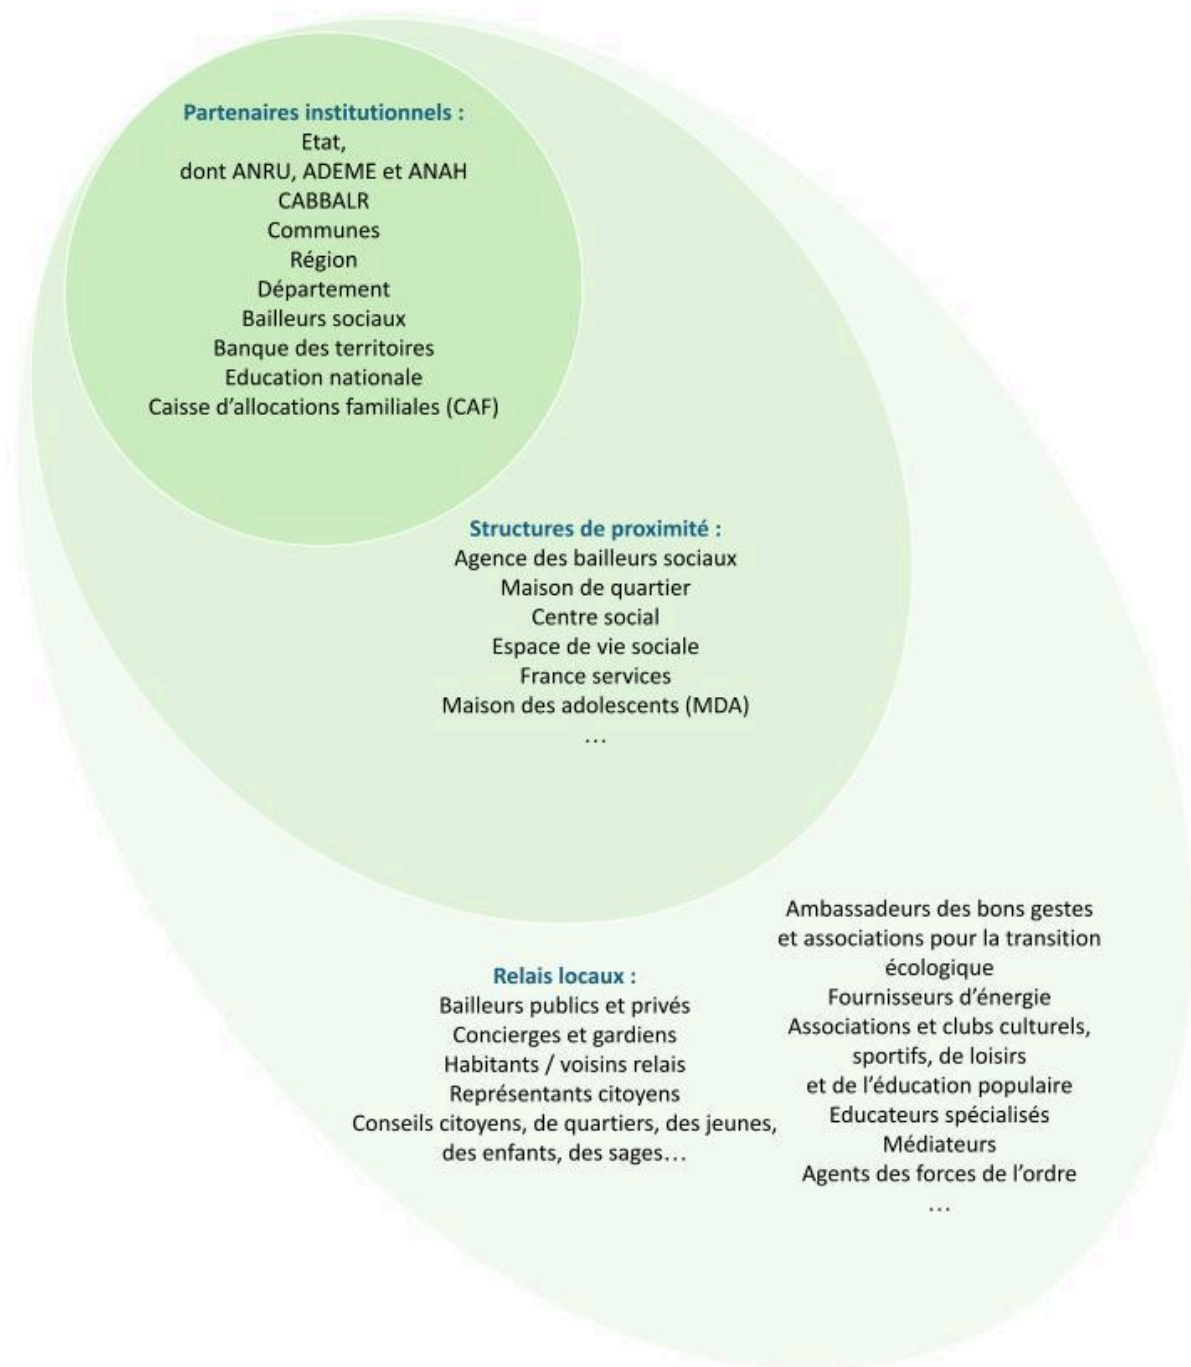 Partenaires institutionnels :
Etat,
dont ANRU, ADEME et ANAH
CABBALR
Communes
Région
Département
Bailleurs sociaux
Banque des territoires
Education nationale
Caisse d’allocations familiales (CAF)
Structures de proximité :
Agence des bailleurs sociaux
Maison de quartier
Centre social
Espace de vie sociale
France services
Maison des adolescents (MDA)
…
Relais locaux :
Bailleurs publics et privés
Concierges et gardiens
Habitants / voisins relais
Représentants citoyens
Conseils citoyens, de quartiers, des jeunes,
des enfants, des sages…
Ambassadeurs des bons gestes
et associations pour la transition
écologique
Fournisseurs d’énergie
Associations et clubs culturels,
sportifs, de loisirs
et de l’éducation populaire
Educateurs spécialisés
Médiateurs
Agents des forces de l’ordre
…